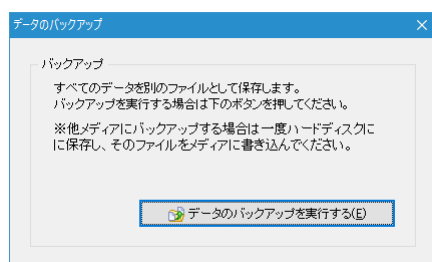 データのバックアップ
バックアップ
すべてのデータを別のファイルとして保存します。
バックアップを実行する場合は下のボタンを押してください。
※他メディアにバックアップする場合は一度ハードディスクに
に保存し、そのファイルをメディアに書き込んでください。
データのバックアップを実行する(E)